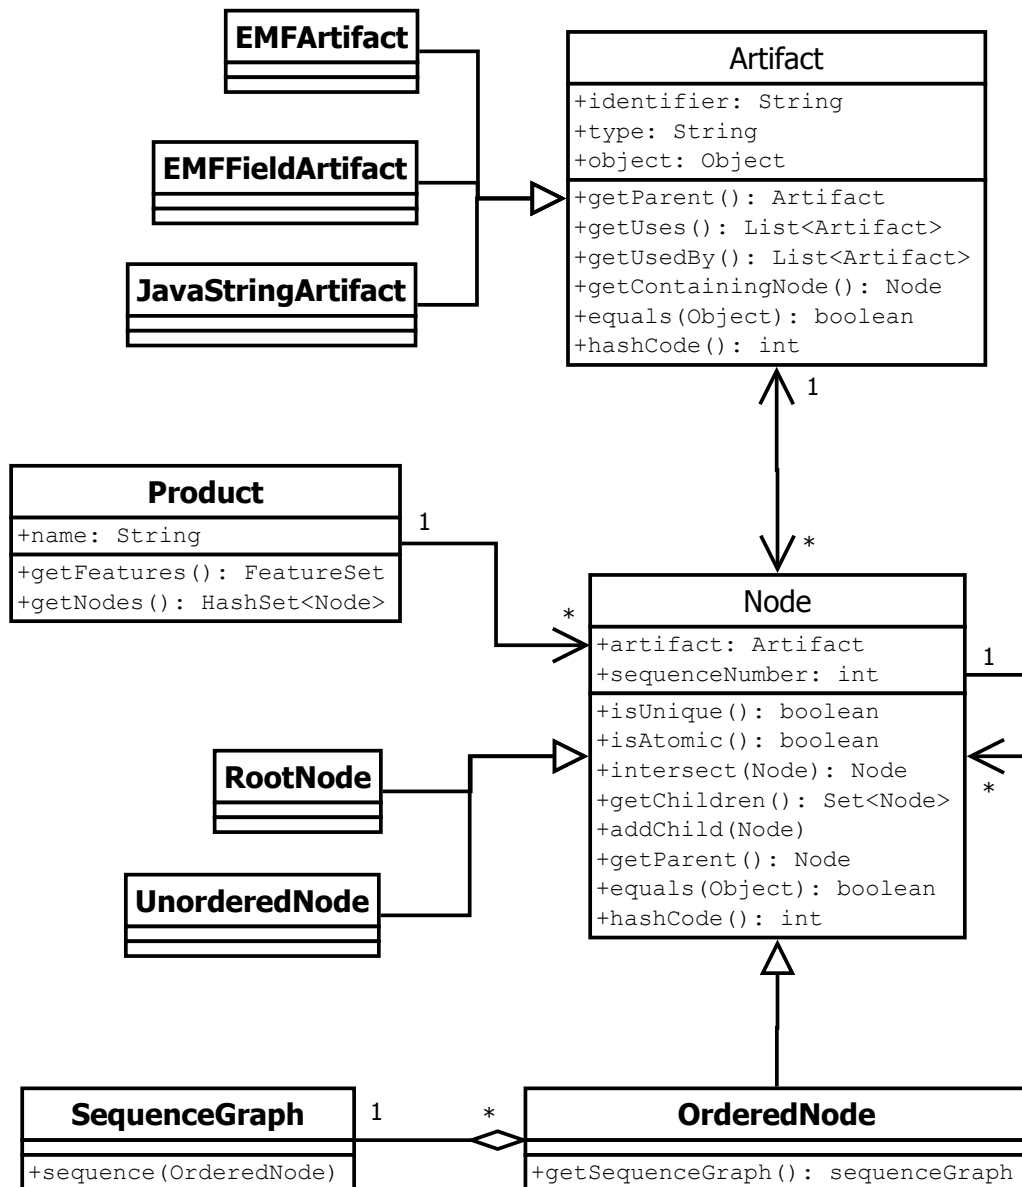 EMFArtifact
EMFFieldArtifact
JavaStringArtifact
Artifact
+identifier: String
+type: String
+object: Object
+getParent(): Artifact
+getUses(): List<Artifact>
+getUsedBy(): List<Artifact>
+getContainingNode(): Node
+equals(Object): boolean
+hashCode(): int
1
*
Product
+name: String
+getFeatures(): FeatureSet
+getNodes(): HashSet<Node>
1
*
Node
+artifact: Artifact
+sequenceNumber: int
+isUnique(): boolean
+isAtomic(): boolean
+intersect(Node): Node
+getChildren(): Set<Node>
+addChild(Node)
+getParent(): Node
+equals(Object): boolean
+hashCode(): int
1
*
RootNode
UnorderedNode
SequenceGraph
+sequence(OrderedNode)
1
*
OrderedNode
+getSequenceGraph(): sequenceGraph